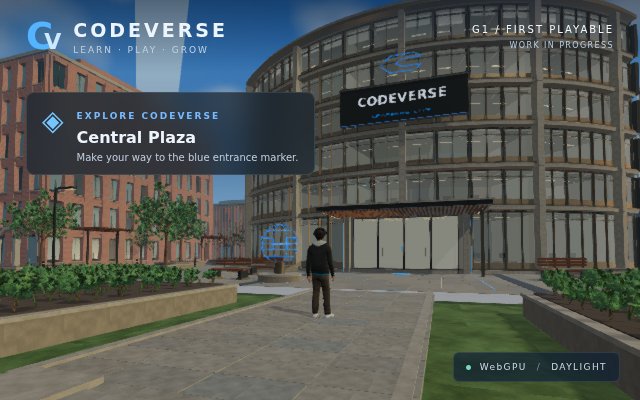 Cv CODEVERSE
LEARN · PLAY · GROW
G1 / FIRST PLAYABLE
WORK IN PROGRESS
EXPLORE CODEVERSE
Central Plaza
Make your way to the blue entrance marker.
CODEVERSE
WebGPU / DAYLIGHT